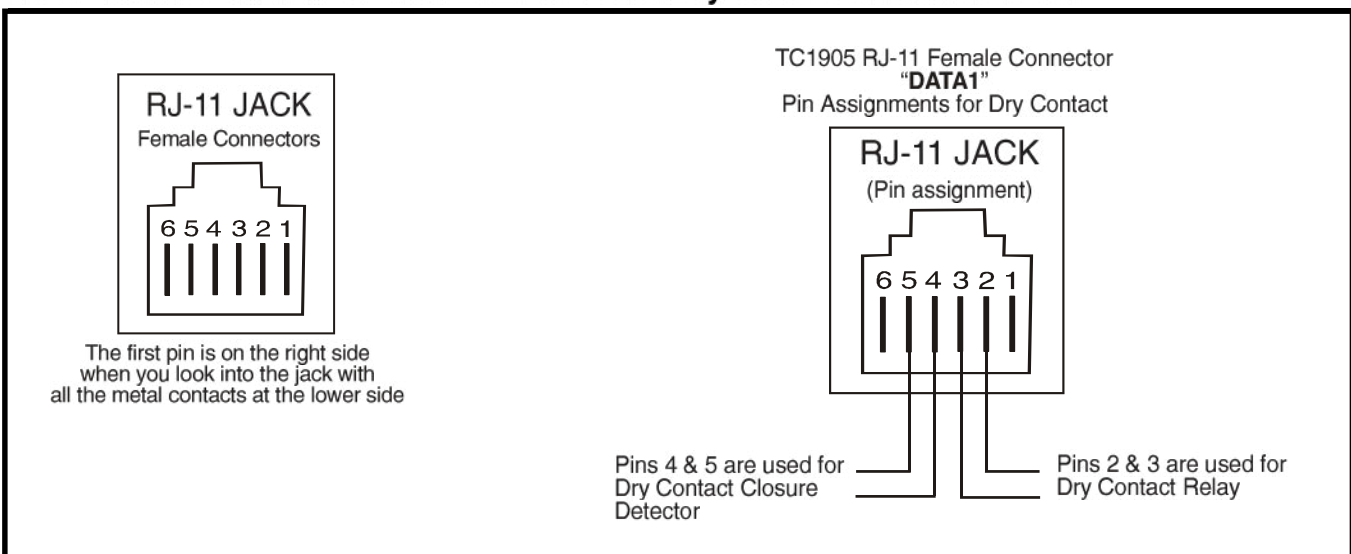 RJ-11 JACK
Female Connectors
6 5 4 3 2 1
The first pin is on the right side
when you look into the jack with
all the metal contacts at the lower side
TC1905 RJ-11 Female Connector
“DATA1”
Pin Assignments for Dry Contact
RJ-11 JACK
(Pin assignment)
6 5 4 3 2 1
Pins 4 & 5 are used for
Dry Contact Closure
Detector
Pins 2 & 3 are used for
Dry Contact Relay